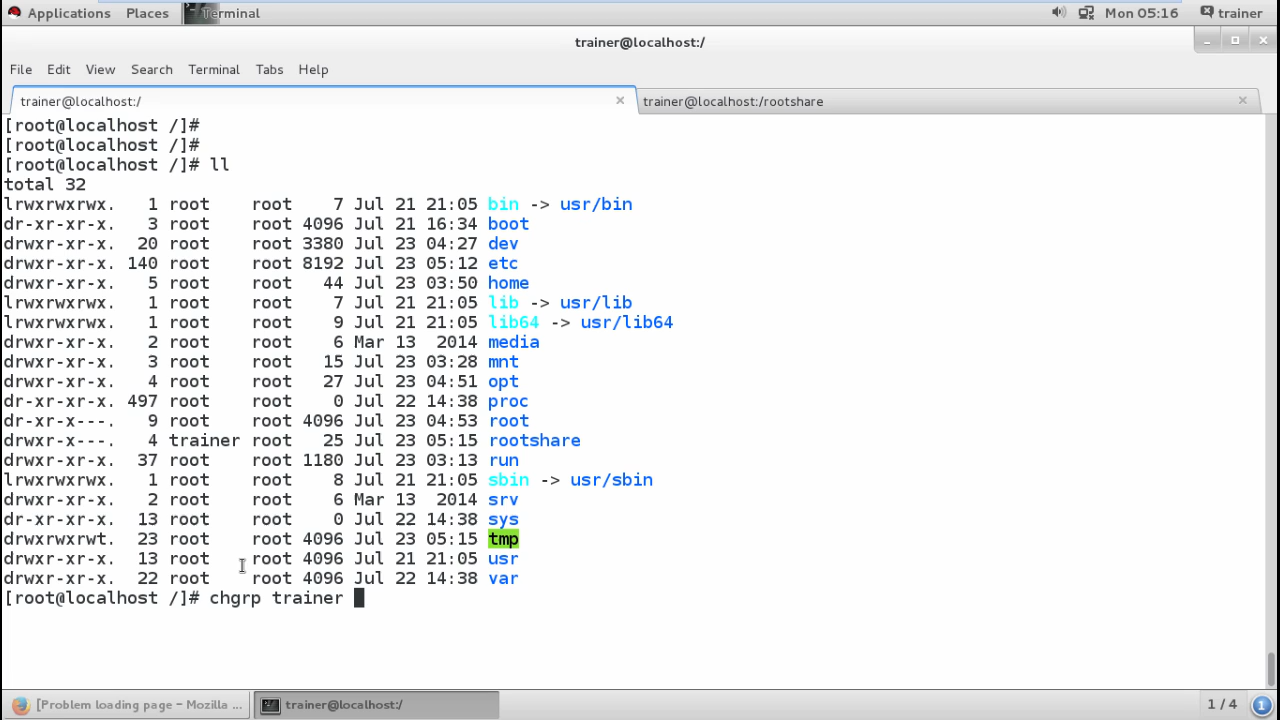 Applications Places Terminal Mon 05:16 trainer
trainer@localhost:/
File Edit View Search Terminal Tabs Help
trainer@localhost:/ × trainer@localhost:/rootshare ×
[root@localhost /]#
[root@localhost /]#
[root@localhost /]# ll
total 32
lrwxrwxrwx. 1 root root 7 Jul 21 21:05 bin -> usr/bin
dr-xr-xr-x. 3 root root 4096 Jul 21 16:34 boot
drwxr-xr-x. 20 root root 3380 Jul 23 04:27 dev
drwxr-xr-x. 140 root root 8192 Jul 23 05:12 etc
drwxr-xr-x. 5 root root 44 Jul 23 03:50 home
lrwxrwxrwx. 1 root root 7 Jul 21 21:05 lib -> usr/lib
lrwxrwxrwx. 1 root root 9 Jul 21 21:05 lib64 -> usr/lib64
drwxr-xr-x. 2 root root 6 Mar 13 2014 media
drwxr-xr-x. 3 root root 15 Jul 23 03:28 mnt
drwxr-xr-x. 4 root root 27 Jul 23 04:51 opt
dr-xr-xr-x. 497 root root 0 Jul 22 14:38 proc
dr-xr-x---. 9 root root 4096 Jul 23 04:53 root
drwxr-x---. 4 trainer root 25 Jul 23 05:15 rootshare
drwxr-xr-x. 37 root root 1180 Jul 23 03:13 run
lrwxrwxrwx. 1 root root 8 Jul 21 21:05 sbin -> usr/sbin
drwxr-xr-x. 2 root root 6 Mar 13 2014 srv
dr-xr-xr-x. 13 root root 0 Jul 22 14:38 sys
drwxrwxrwt. 23 root root 4096 Jul 23 05:15 tmp
drwxr-xr-x. 13 root root 4096 Jul 21 21:05 usr
drwxr-xr-x. 22 root root 4096 Jul 22 14:38 var
[root@localhost /]# chgrp trainer
[Problem loading page – Mozilla ... trainer@localhost:/ 1 / 4 1